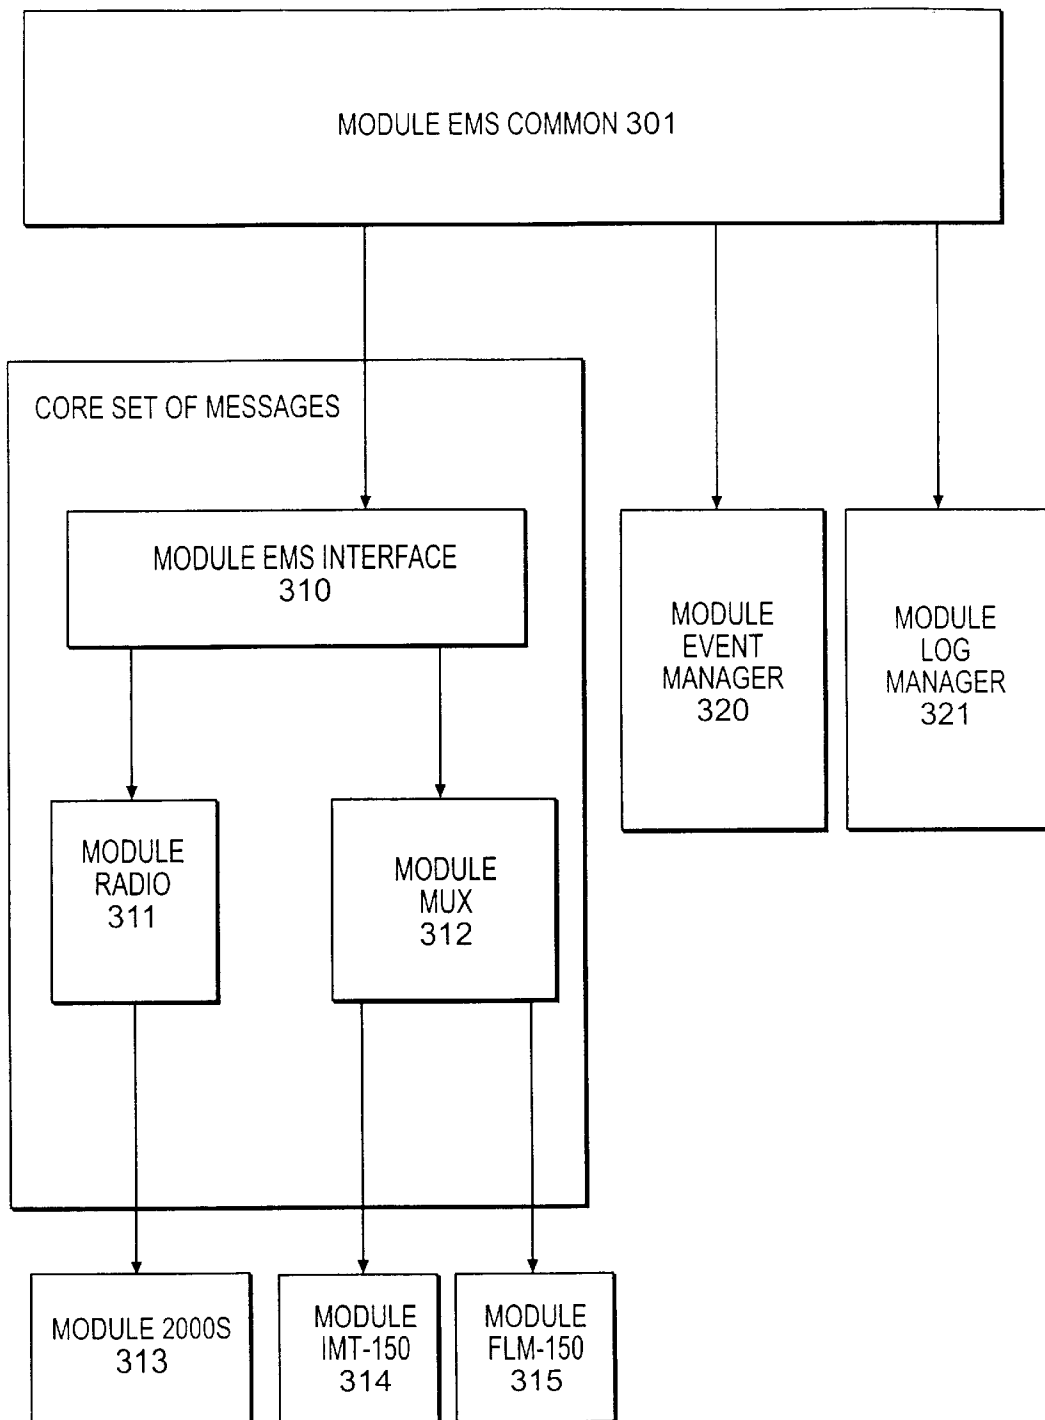 MODULE EMS COMMON 301
CORE SET OF MESSAGES
MODULE EMS INTERFACE
310
MODULE
EVENT
MANAGER
320
MODULE
LOG
MANAGER
321
MODULE
RADIO
311
MODULE
MUX
312
MODULE 2000S
313
MODULE
IMT-150
314
MODULE
FLM-150
315